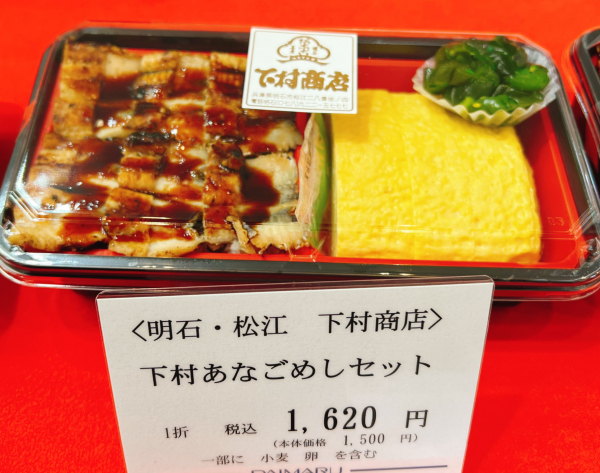 下村商店
〈明石・松江 下村商店〉
下村あなごめしセット
1折 税込 1,620 円
(本体価格 1,500 円)
一部に 小麦 卵 を含む
DAIMARU